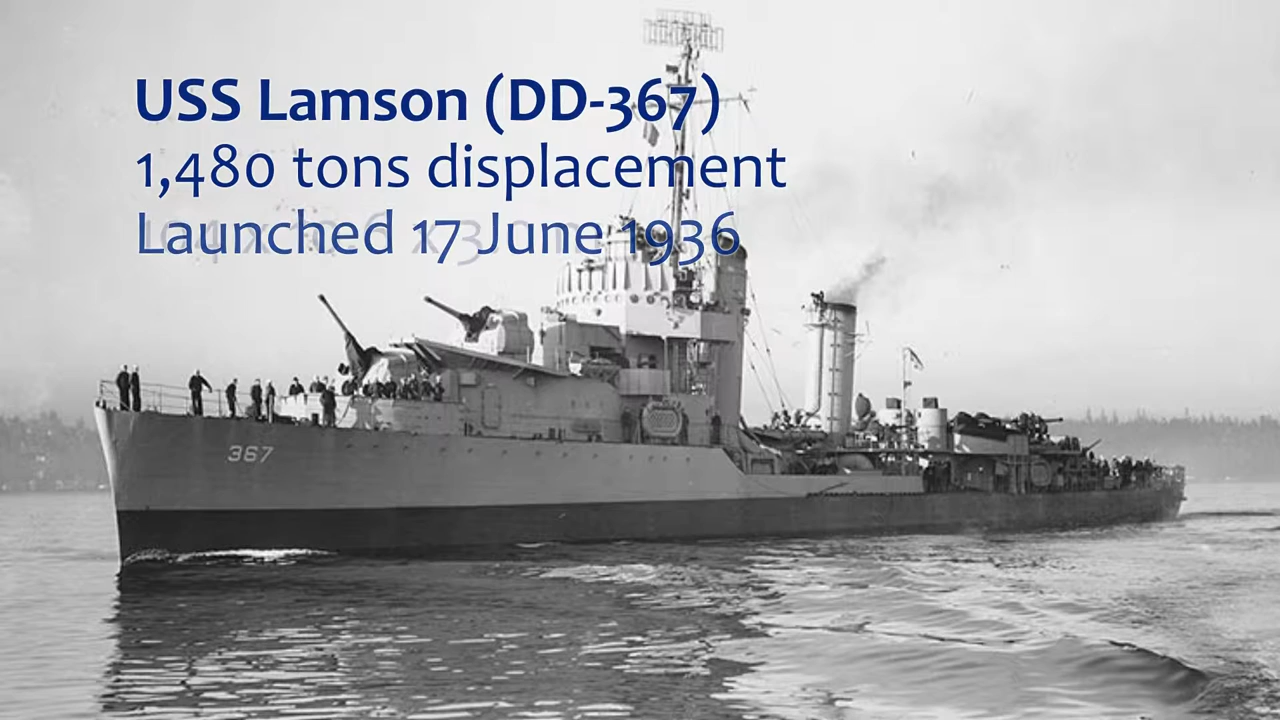 USS Lamson (DD-367)
1,480 tons displacement
Launched 17 June 1936
367